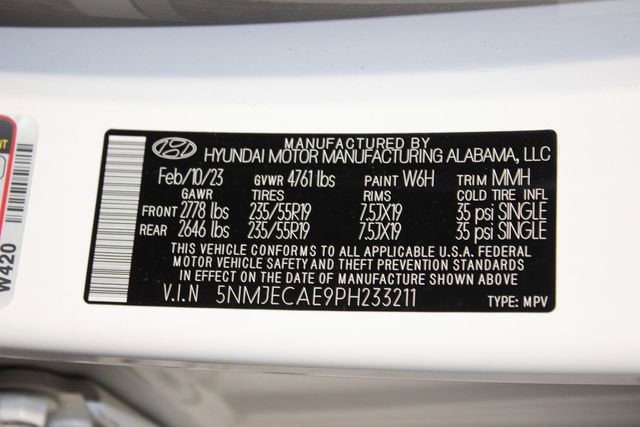 MANUFACTURED BY
HYUNDAI MOTOR MANUFACTURING ALABAMA, LLC
Feb/10/23 GVWR 4761 lbs PAINT W6H TRIM MMH
GAWR TIRES RIMS COLD TIRE INFL
FRONT 2778 lbs 235/55R19 7.5JX19 35 psi SINGLE
REAR 2646 lbs 235/55R19 7.5JX19 35 psi SINGLE
THIS VEHICLE CONFORMS TO ALL APPLICABLE U.S.A. FEDERAL
MOTOR VEHICLE SAFETY AND THEFT PREVENTION STANDARDS
IN EFFECT ON THE DATE OF MANUFACTURE SHOWN ABOVE
V.I.N 5NMJECAE9PH233211 TYPE: MPV
W420